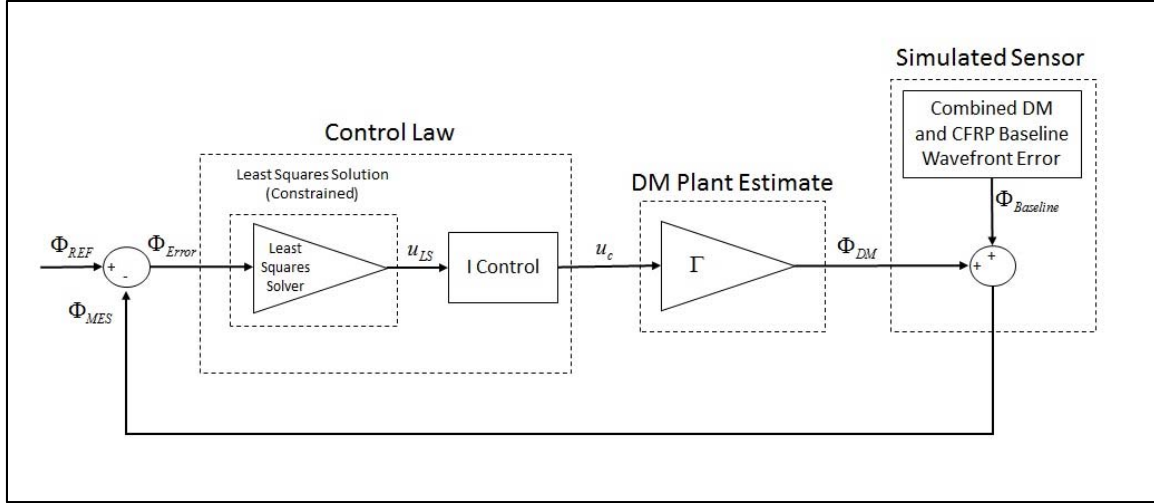 Simulated Sensor
Combined DM
and CFRP Baseline
Wavefront Error
Control Law
Least Squares Solution
(Constrained)
DM Plant Estimate
Φ_Baseline
Φ_REF
+
-
Φ_Error
Least
Squares
Solver
u_LS
I Control
u_c
Γ
Φ_DM
+
+
Φ_MES